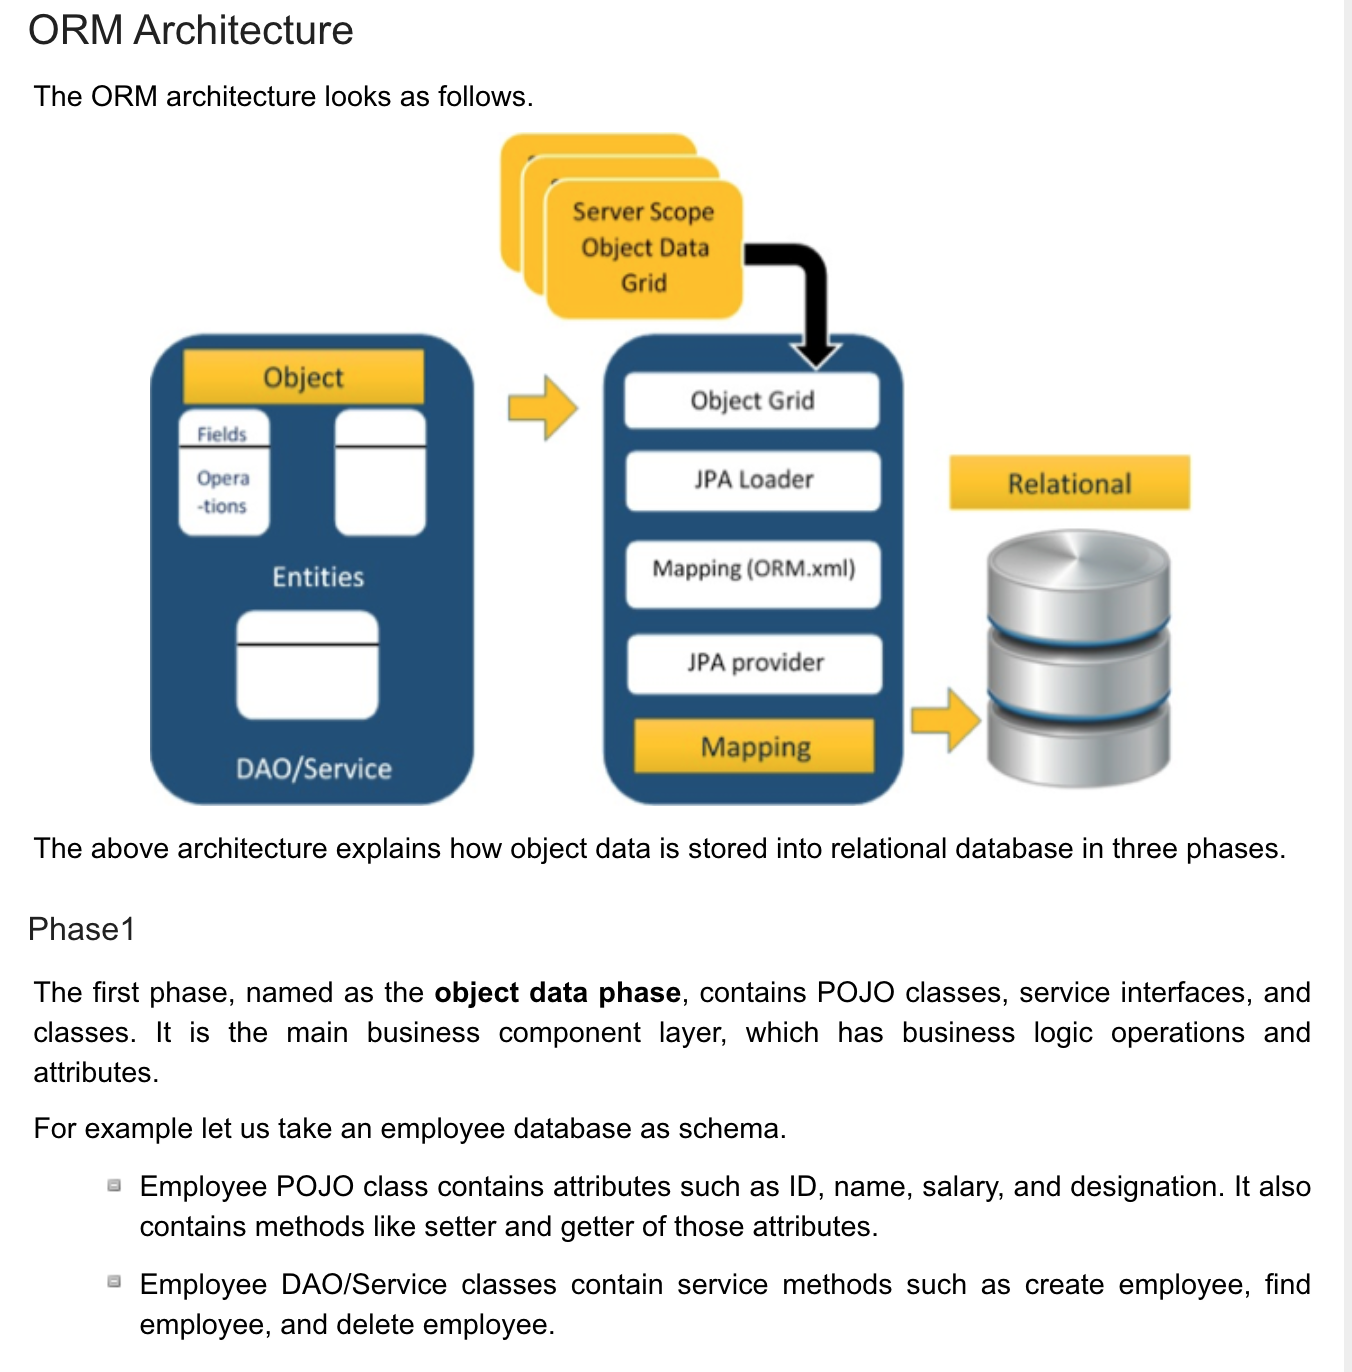 ORM Architecture
The ORM architecture looks as follows.
Server Scope
Object Data
Grid
Object
Fields
Opera
-tions
Entities
DAO/Service
Object Grid
JPA Loader
Mapping (ORM.xml)
JPA provider
Mapping
Relational
The above architecture explains how object data is stored into relational database in three phases.
Phase1
The first phase, named as the object data phase, contains POJO classes, service interfaces, and
classes. It is the main business component layer, which has business logic operations and
attributes.
For example let us take an employee database as schema.
Employee POJO class contains attributes such as ID, name, salary, and designation. It also
contains methods like setter and getter of those attributes.
Employee DAO/Service classes contain service methods such as create employee, find
employee, and delete employee.